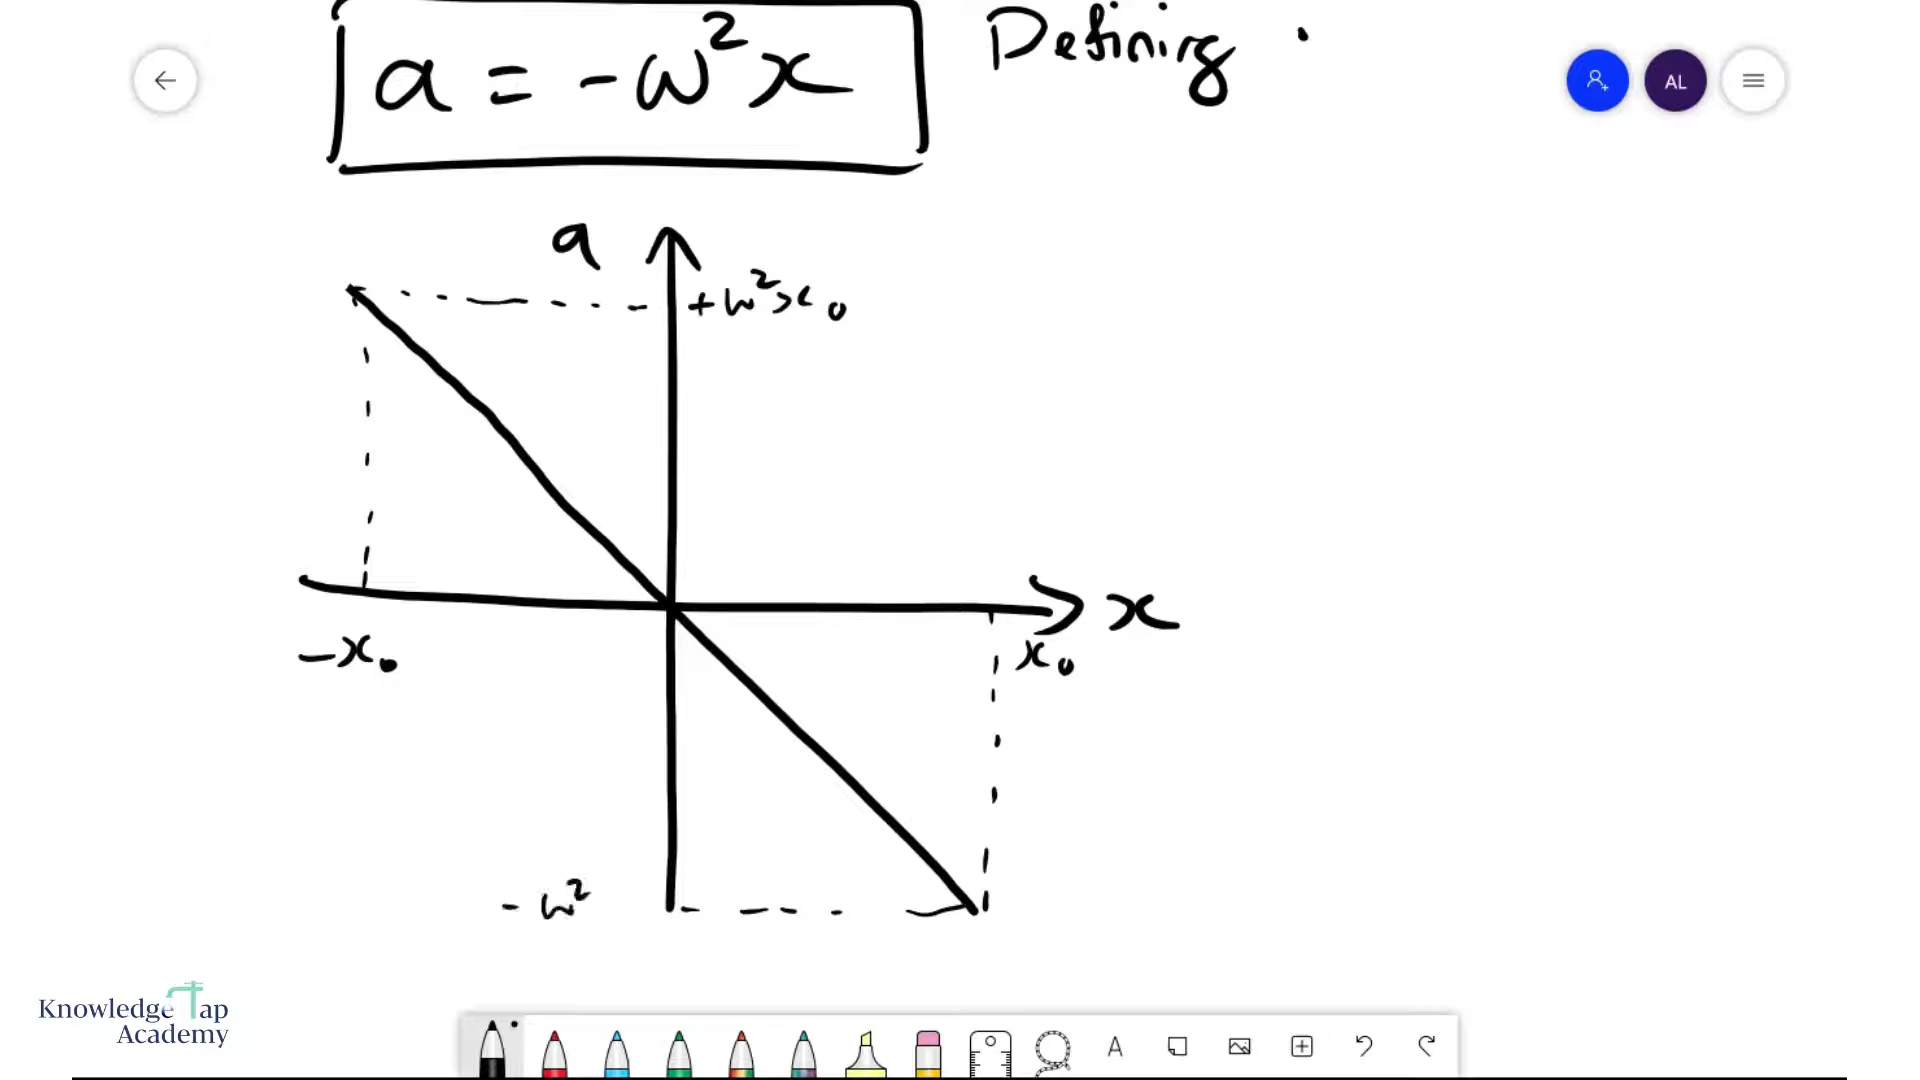 a = -ω²x Defining
AL
a
+ω²x₀
x
-x₀
x₀
-ω²
Knowledge Tap
Academy
A